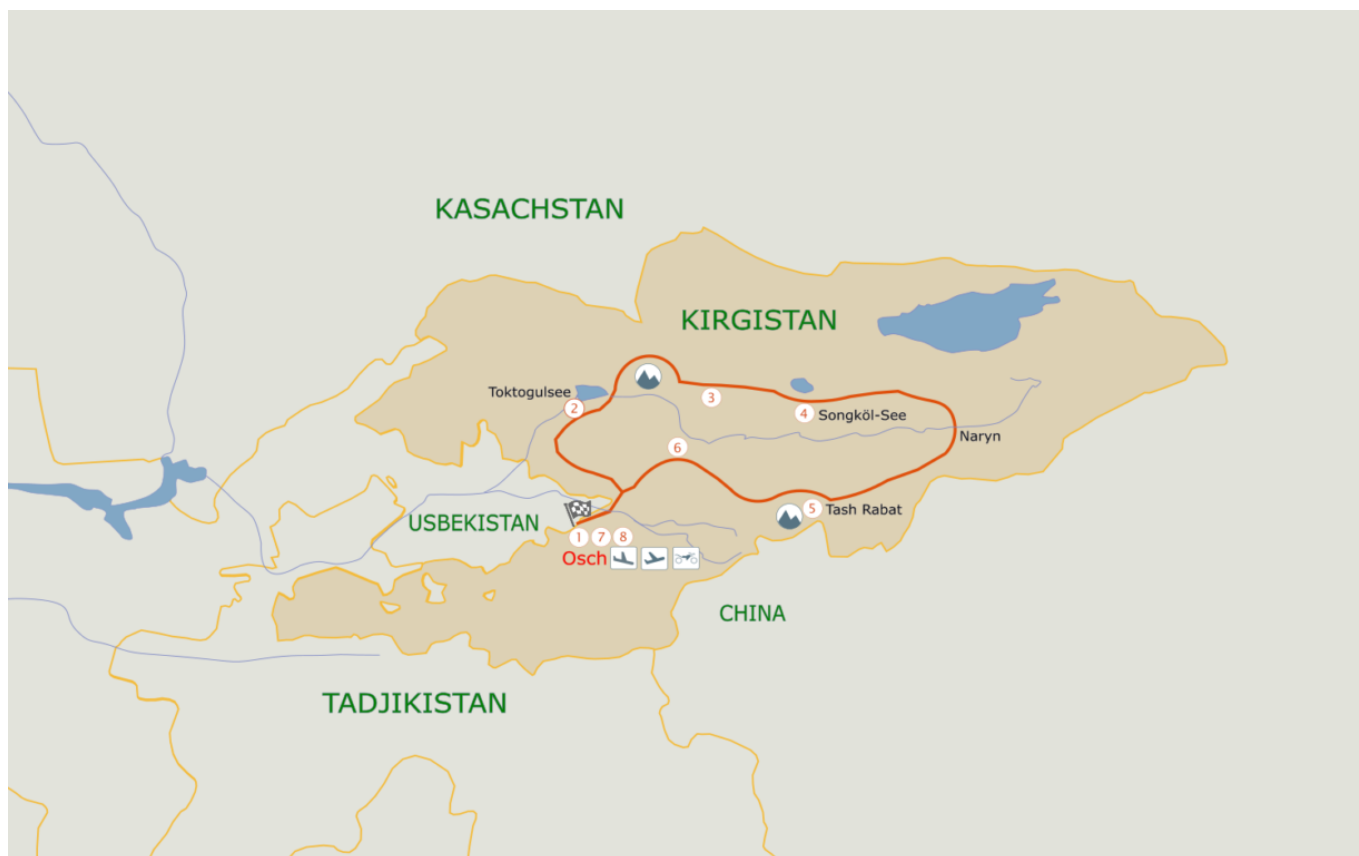 KASACHSTAN
KIRGISTAN
Toktogulsee
2
3
4
Songköl-See
Naryn
6
5
Tash Rabat
USBEKISTAN
1 7 8
Osch
CHINA
TADJIKISTAN